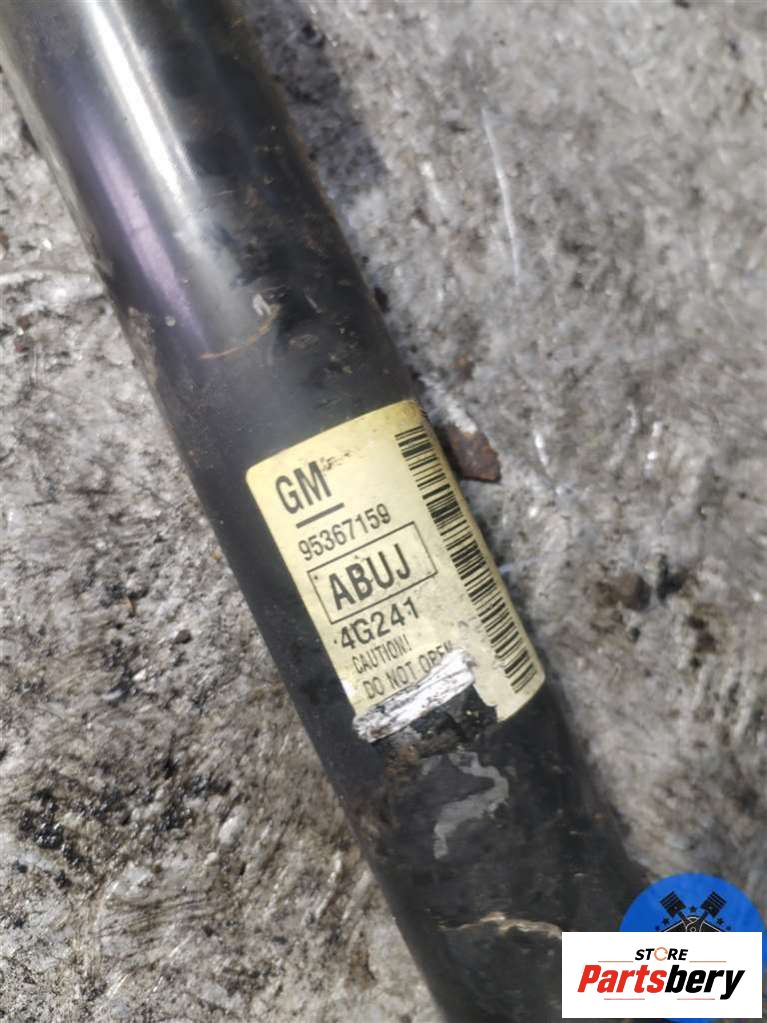 GM
95367159
ABUJ
4G241
CAUTION!
DO NOT OPEN
STORE
Partsbery